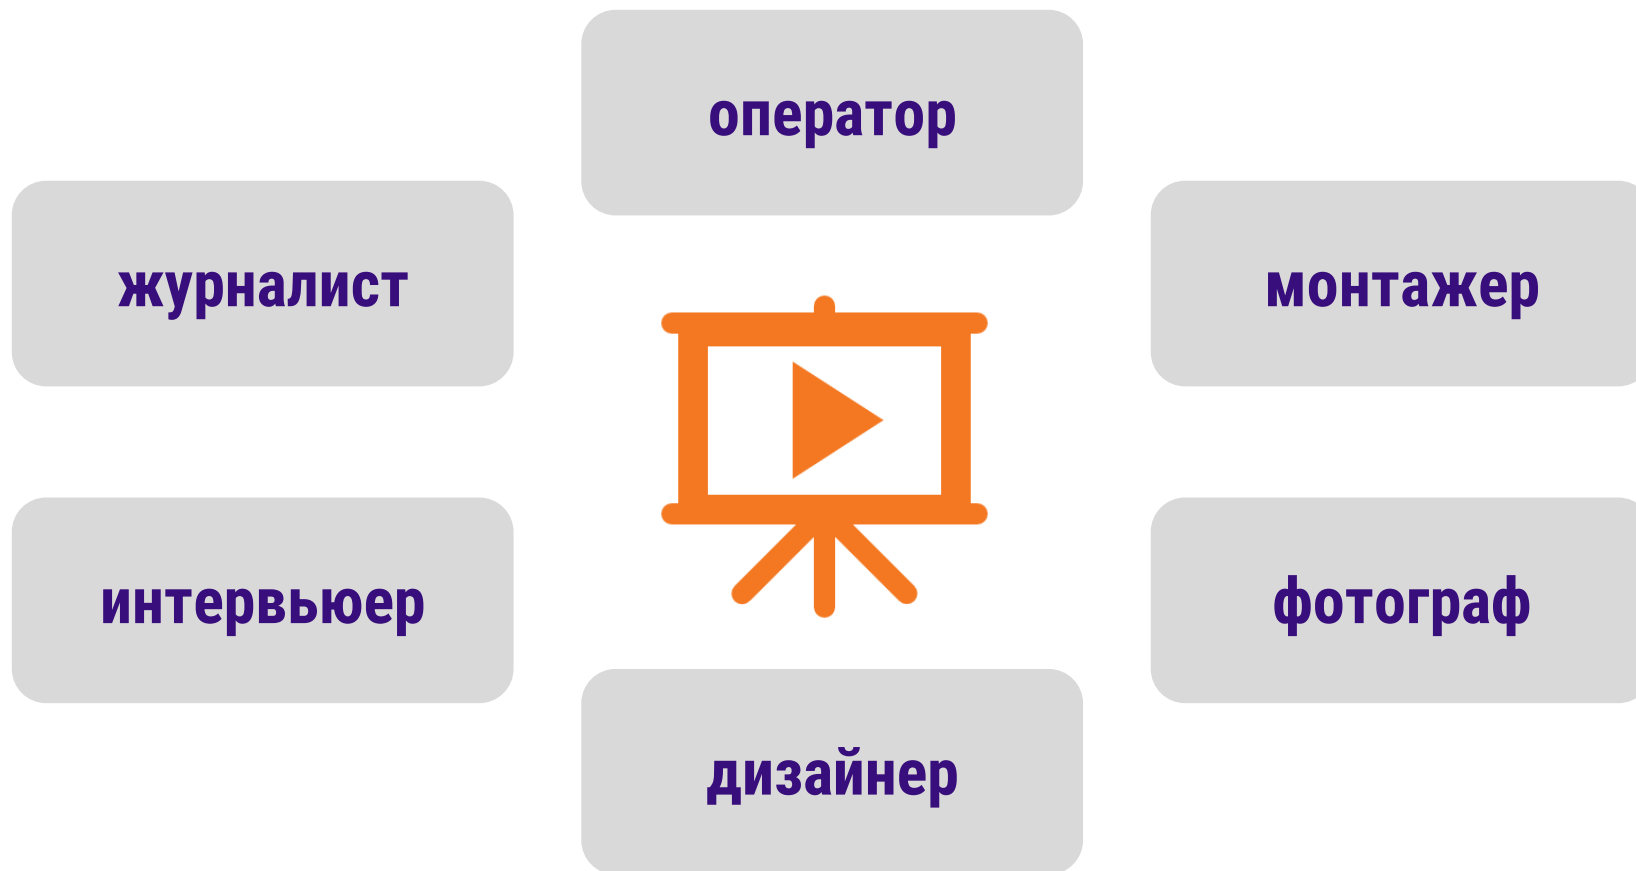 оператор
журналист
монтажер
интервьюер
фотограф
дизайнер